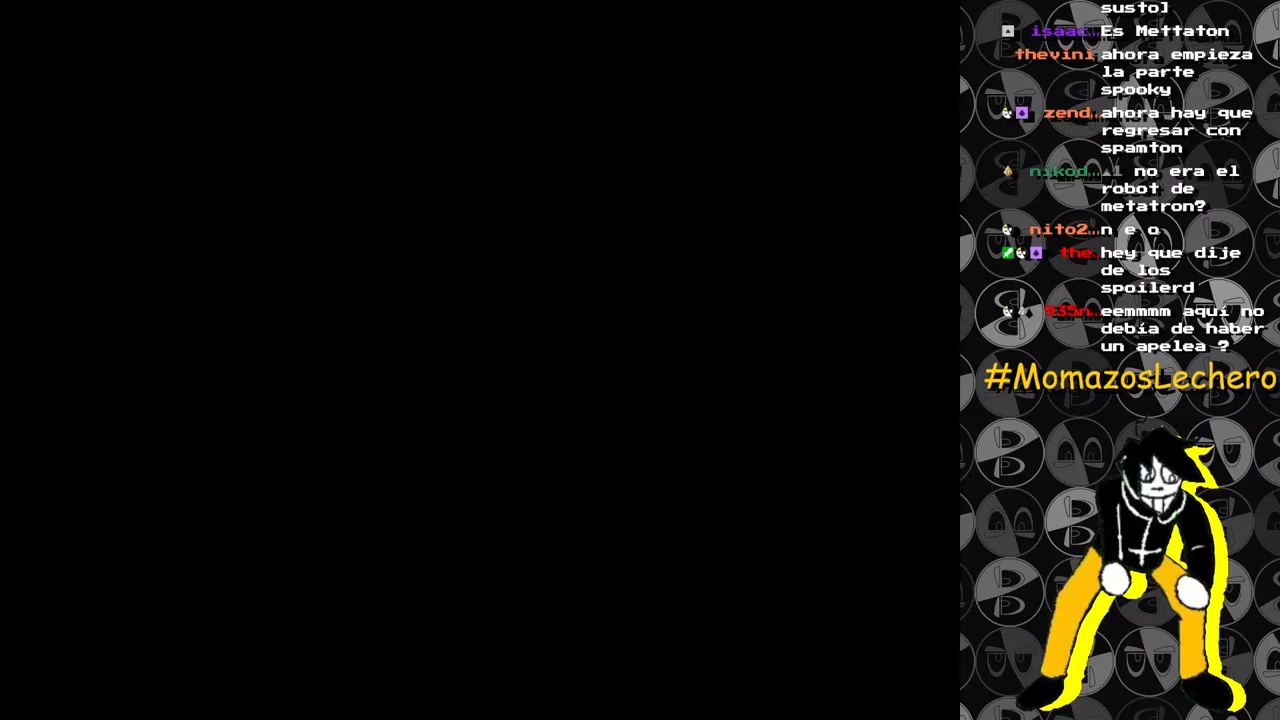 susto]
isaac… Es Mettaton
thevini ahora empieza
la parte
spooky
zend… ahora hay que
regresar con
spamton
nikod… 1 no era el
robot de
metatron?
nito2… n e o
the… hey que dije
de los
spoilerd
935n… eemmmm aquí no
debía de haber
un apelea ?
#MomazosLechero